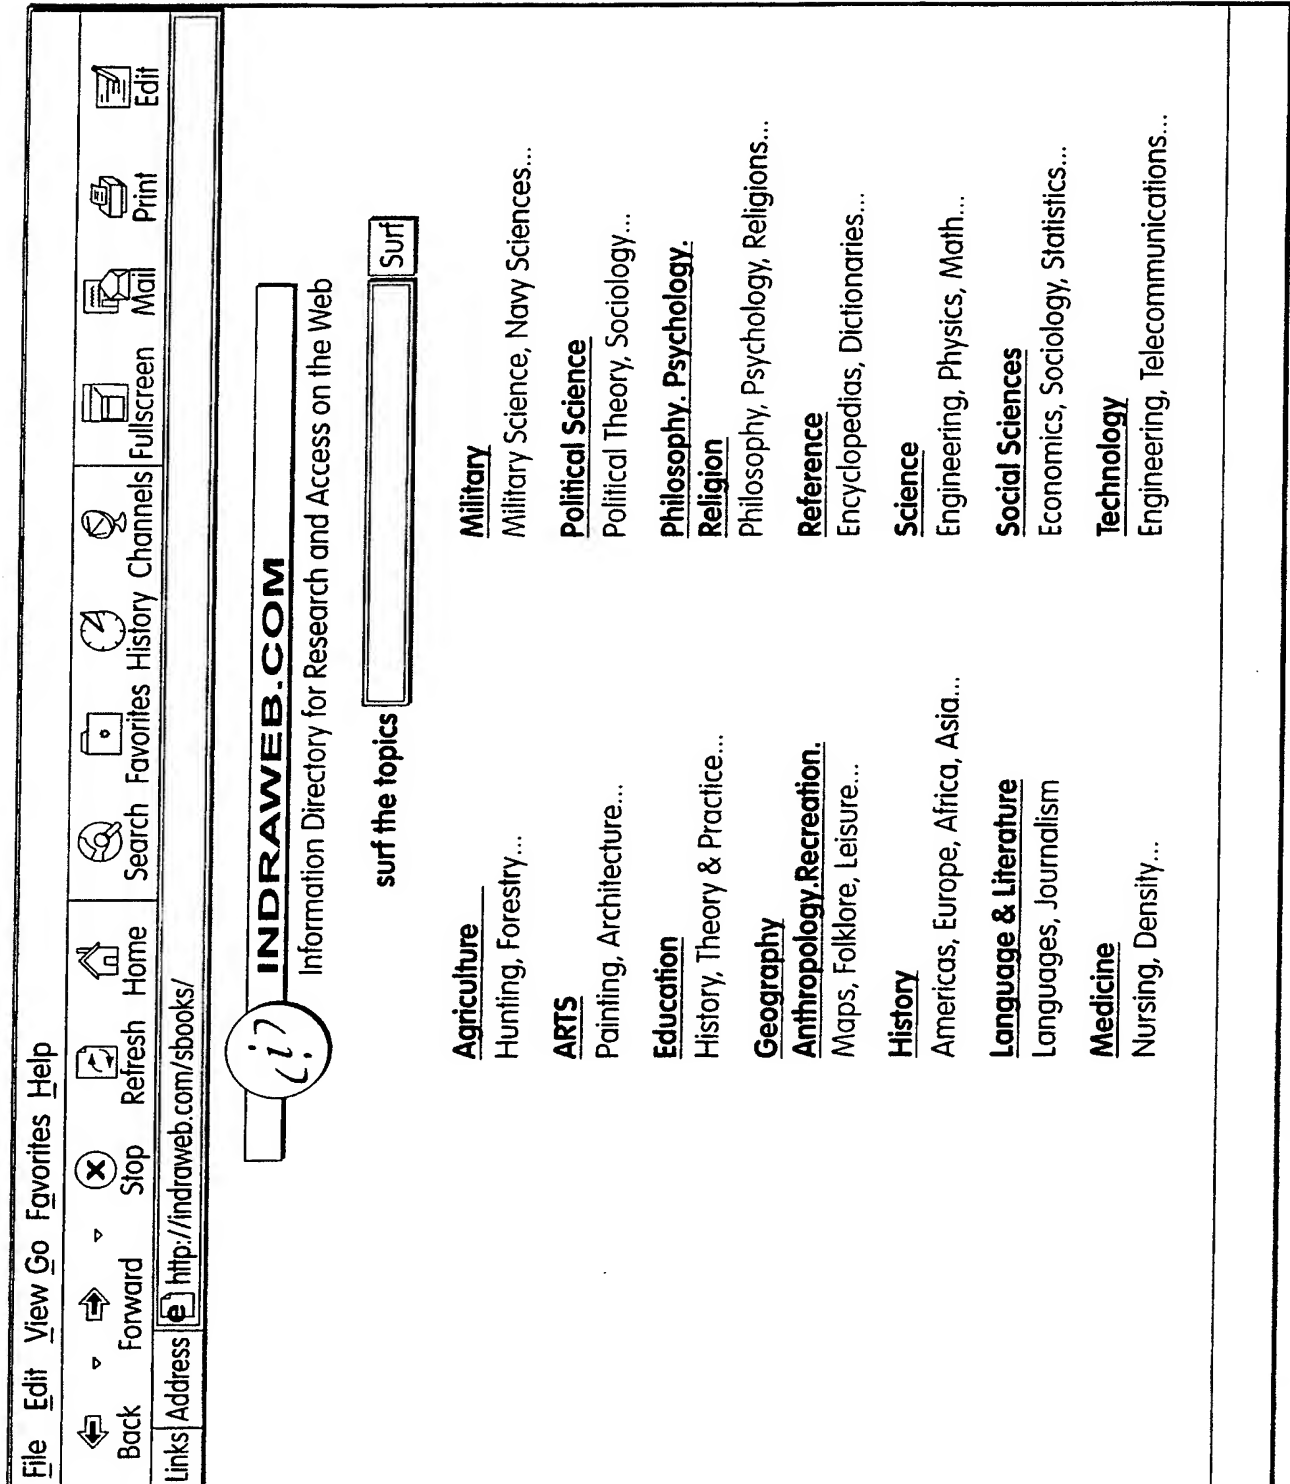 File Edit View Go Favorites Help
Back Forward Stop Refresh Home Search Favorites History Channels Fullscreen Mail Print Edit
Links Address e http://indraweb.com/sbooks/
(i) INDRAWEB.COM
Information Directory for Research and Access on the Web
surf the topics Surf
Agriculture
Hunting, Forestry...
ARTS
Painting, Architecture...
Education
History, Theory & Practice...
Geography
Anthropology.Recreation.
Maps, Folklore, Leisure...
History
Americas, Europe, Africa, Asia...
Language & Literature
Languages, Journalism
Medicine
Nursing, Density...
Military
Military Science, Navy Sciences...
Political Science
Political Theory, Sociology...
Philosophy. Psychology.
Religion
Philosophy, Psychology, Religions...
Reference
Encyclopedias, Dictionaries...
Science
Engineering, Physics, Math...
Social Sciences
Economics, Sociology, Statistics...
Technology
Engineering, Telecommunications...